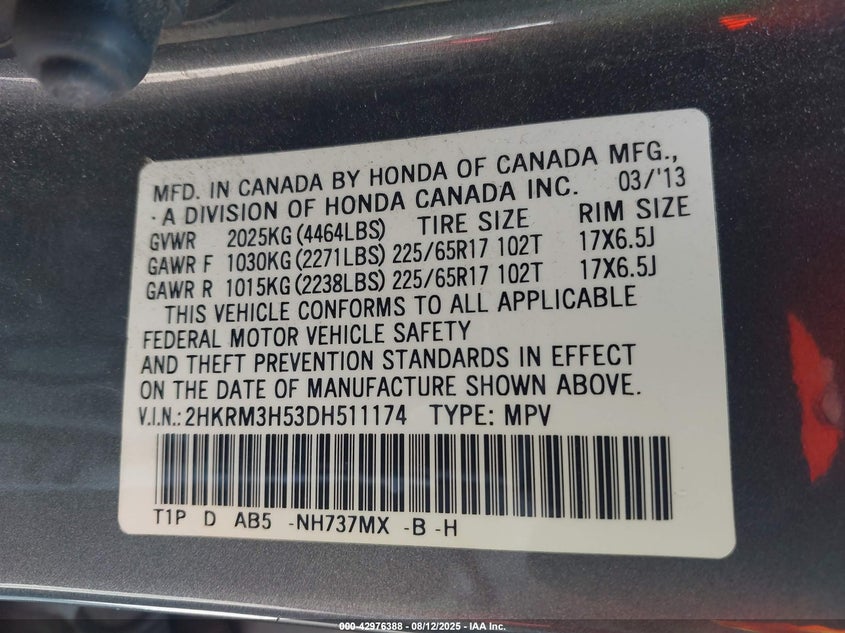 MFD. IN CANADA BY HONDA OF CANADA MFG.,
A DIVISION OF HONDA CANADA INC. 03/'13
GVWR 2025KG (4464LBS) TIRE SIZE RIM SIZE
GAWR F 1030KG (2271LBS) 225/65R17 102T 17X6.5J
GAWR R 1015KG (2238LBS) 225/65R17 102T 17X6.5J
THIS VEHICLE CONFORMS TO ALL APPLICABLE
FEDERAL MOTOR VEHICLE SAFETY
AND THEFT PREVENTION STANDARDS IN EFFECT
ON THE DATE OF MANUFACTURE SHOWN ABOVE.
V.I.N.: 2HKRM3H53DH511174 TYPE: MPV
T1P D AB5 -NH737MX -B -H
000-42976388 - 08/12/2025 - IAA Inc.